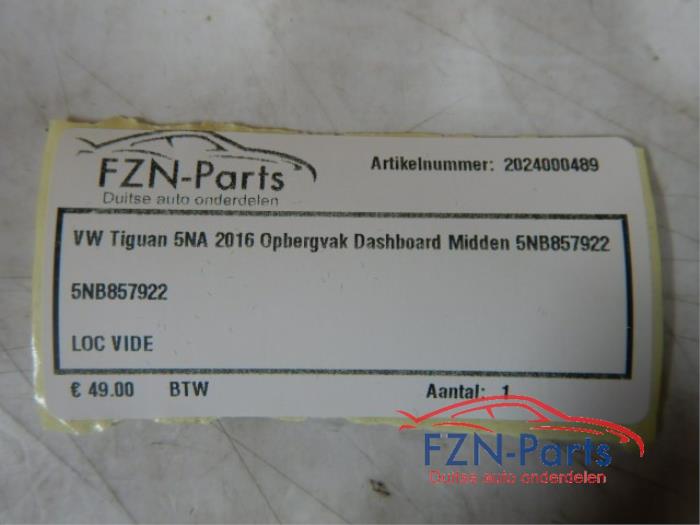 FZN-Parts
Duitse auto onderdelen
Artikelnummer: 2024000489
VW Tiguan 5NA 2016 Opbergvak Dashboard Midden 5NB857922
5NB857922
LOC VIDE
€ 49.00 BTW Aantal: 1
FZN-Parts
Duitse auto onderdelen